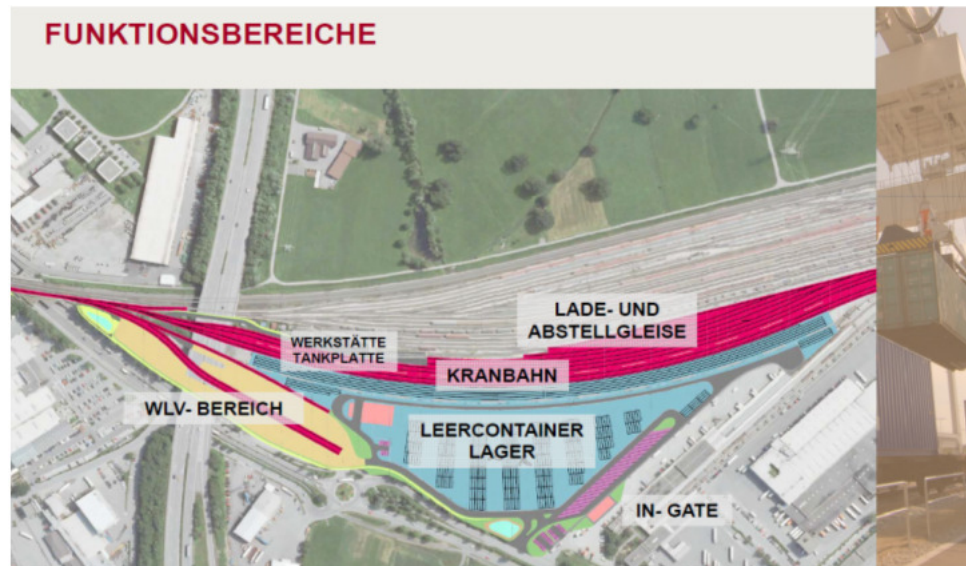 FUNKTIONSBEREICHE
LADE- UND
ABSTELLGLEISE
WERKSTÄTTE
TANKPLATTE
KRANBAHN
WLV- BEREICH
LEERCONTAINER
LAGER
IN- GATE